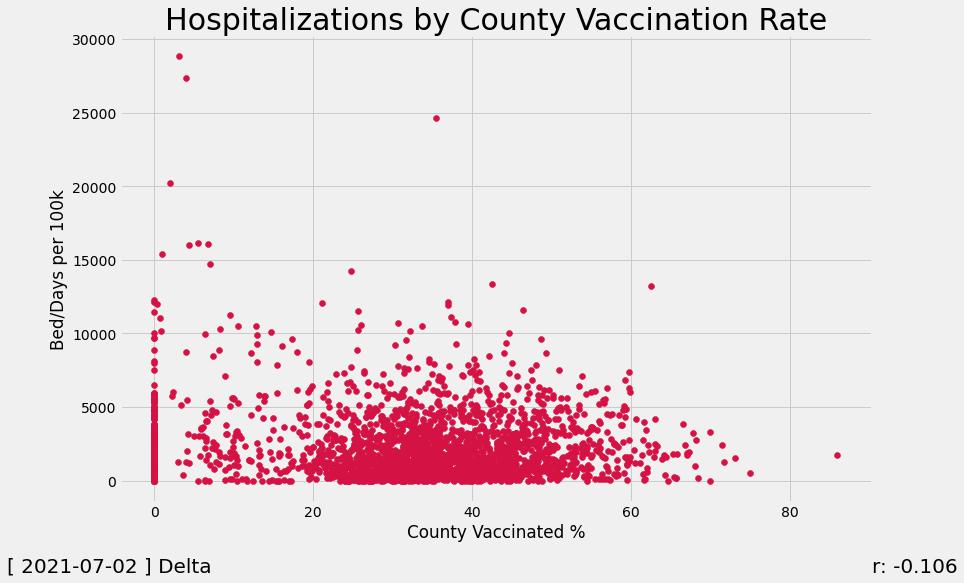 Hospitalizations by County Vaccination Rate
30000
25000
20000
15000
10000
5000
0
Bed/Days per 100k
0 20 40 60 80
County Vaccinated %
[ 2021-07-02 ] Delta r: -0.106